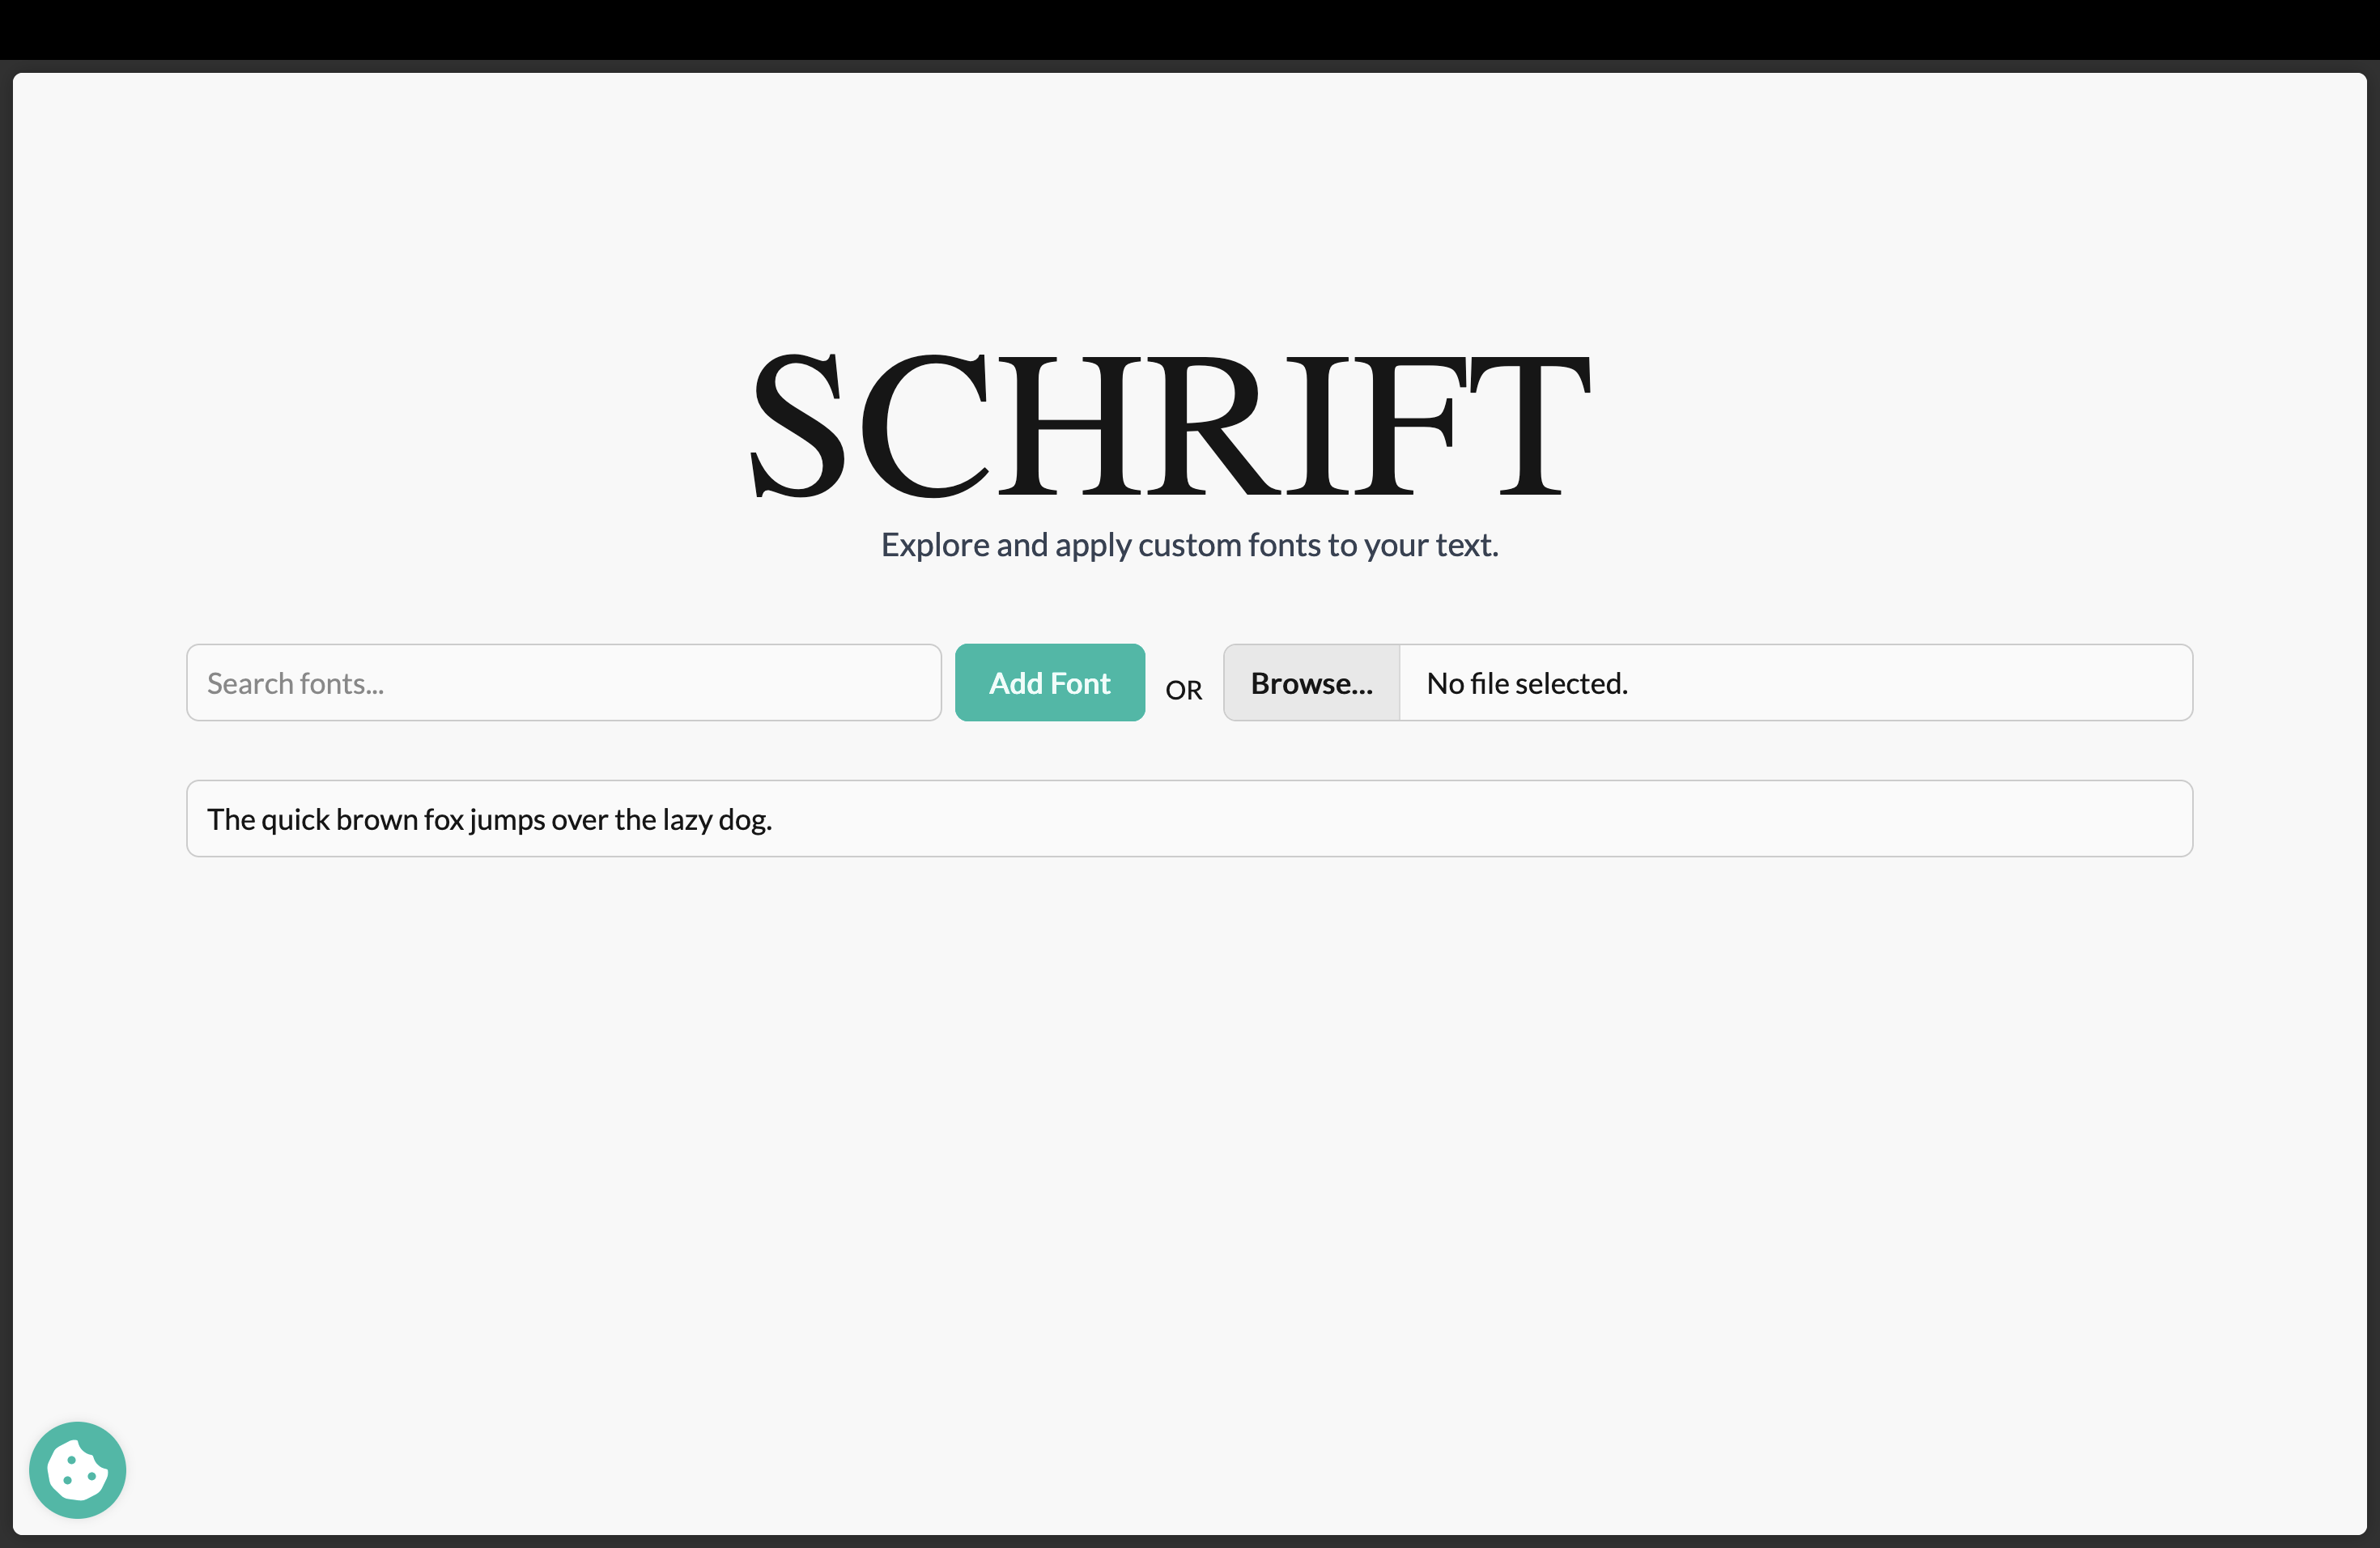 SCHRIFT
Explore and apply custom fonts to your text.
Search fonts... Add Font OR Browse... No file selected.
The quick brown fox jumps over the lazy dog.